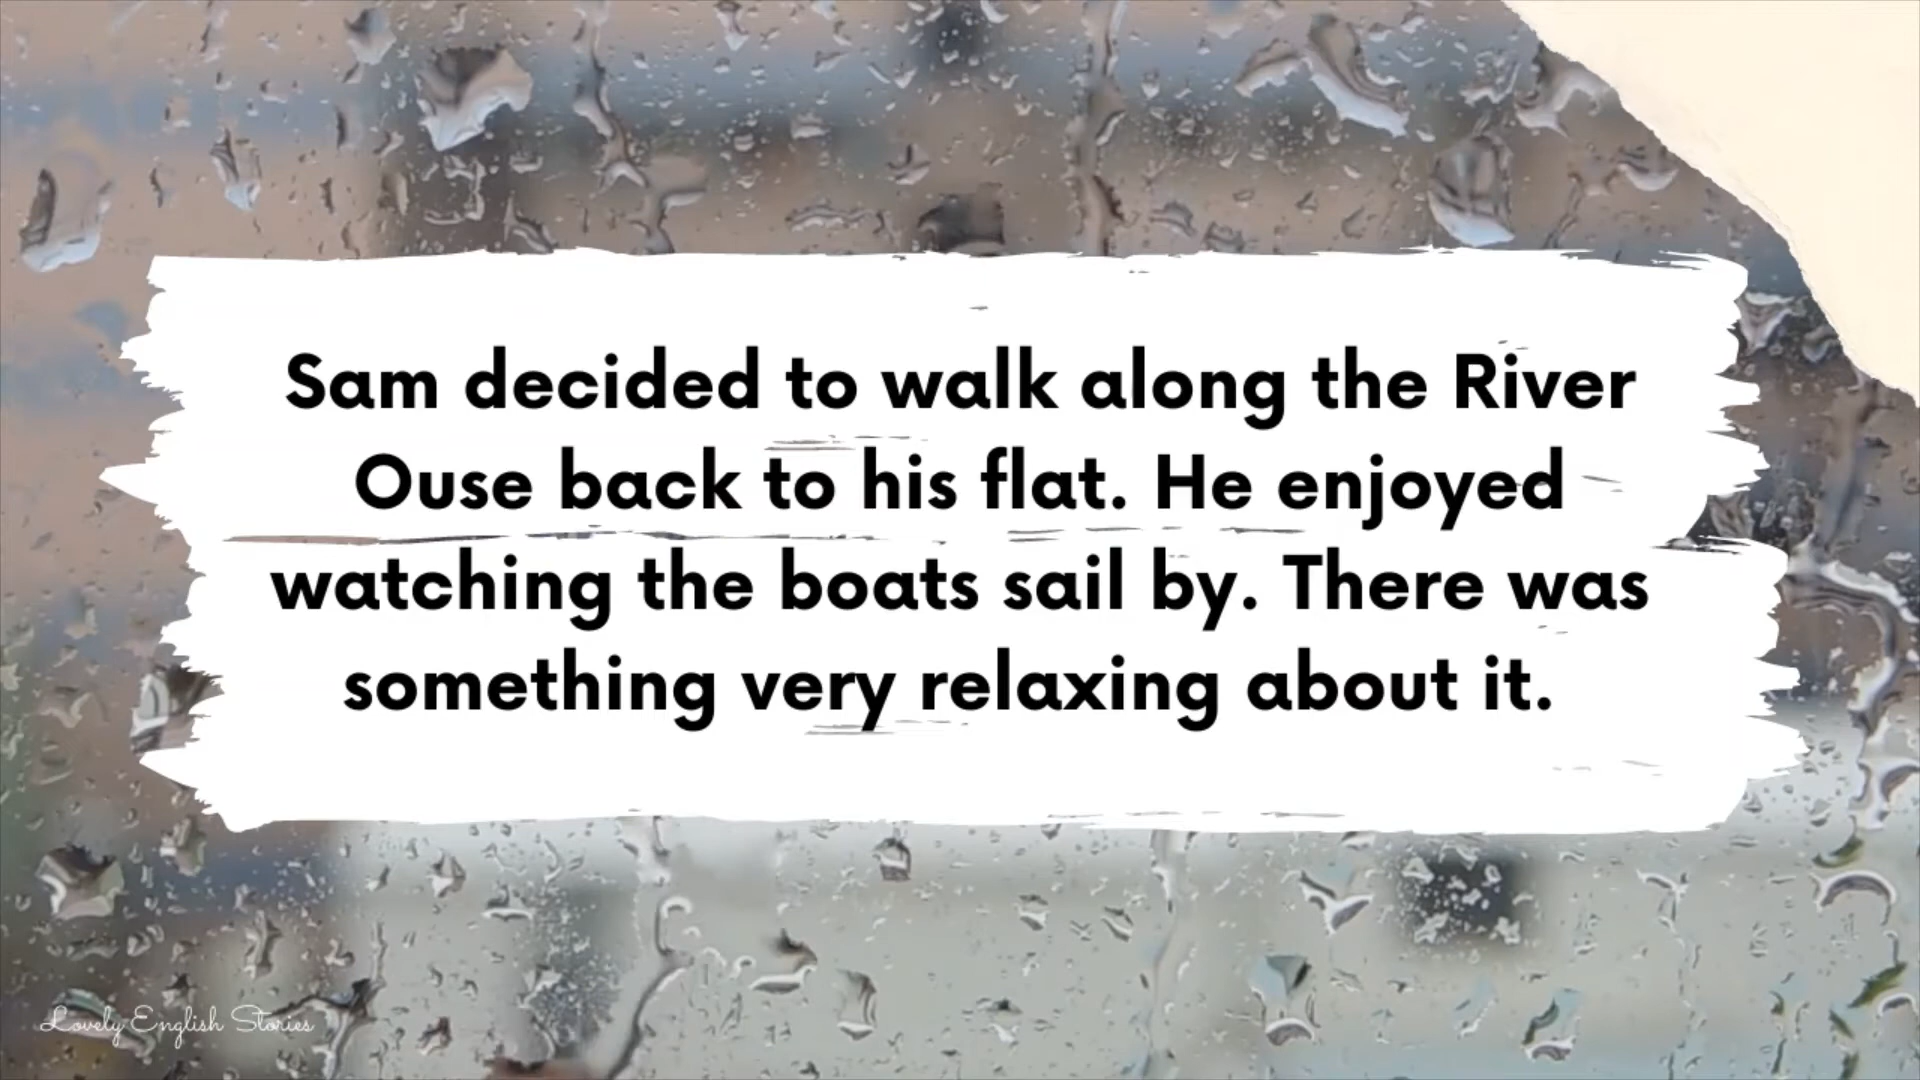 Sam decided to walk along the River
Ouse back to his flat. He enjoyed
watching the boats sail by. There was
something very relaxing about it.
Lovely English Stories